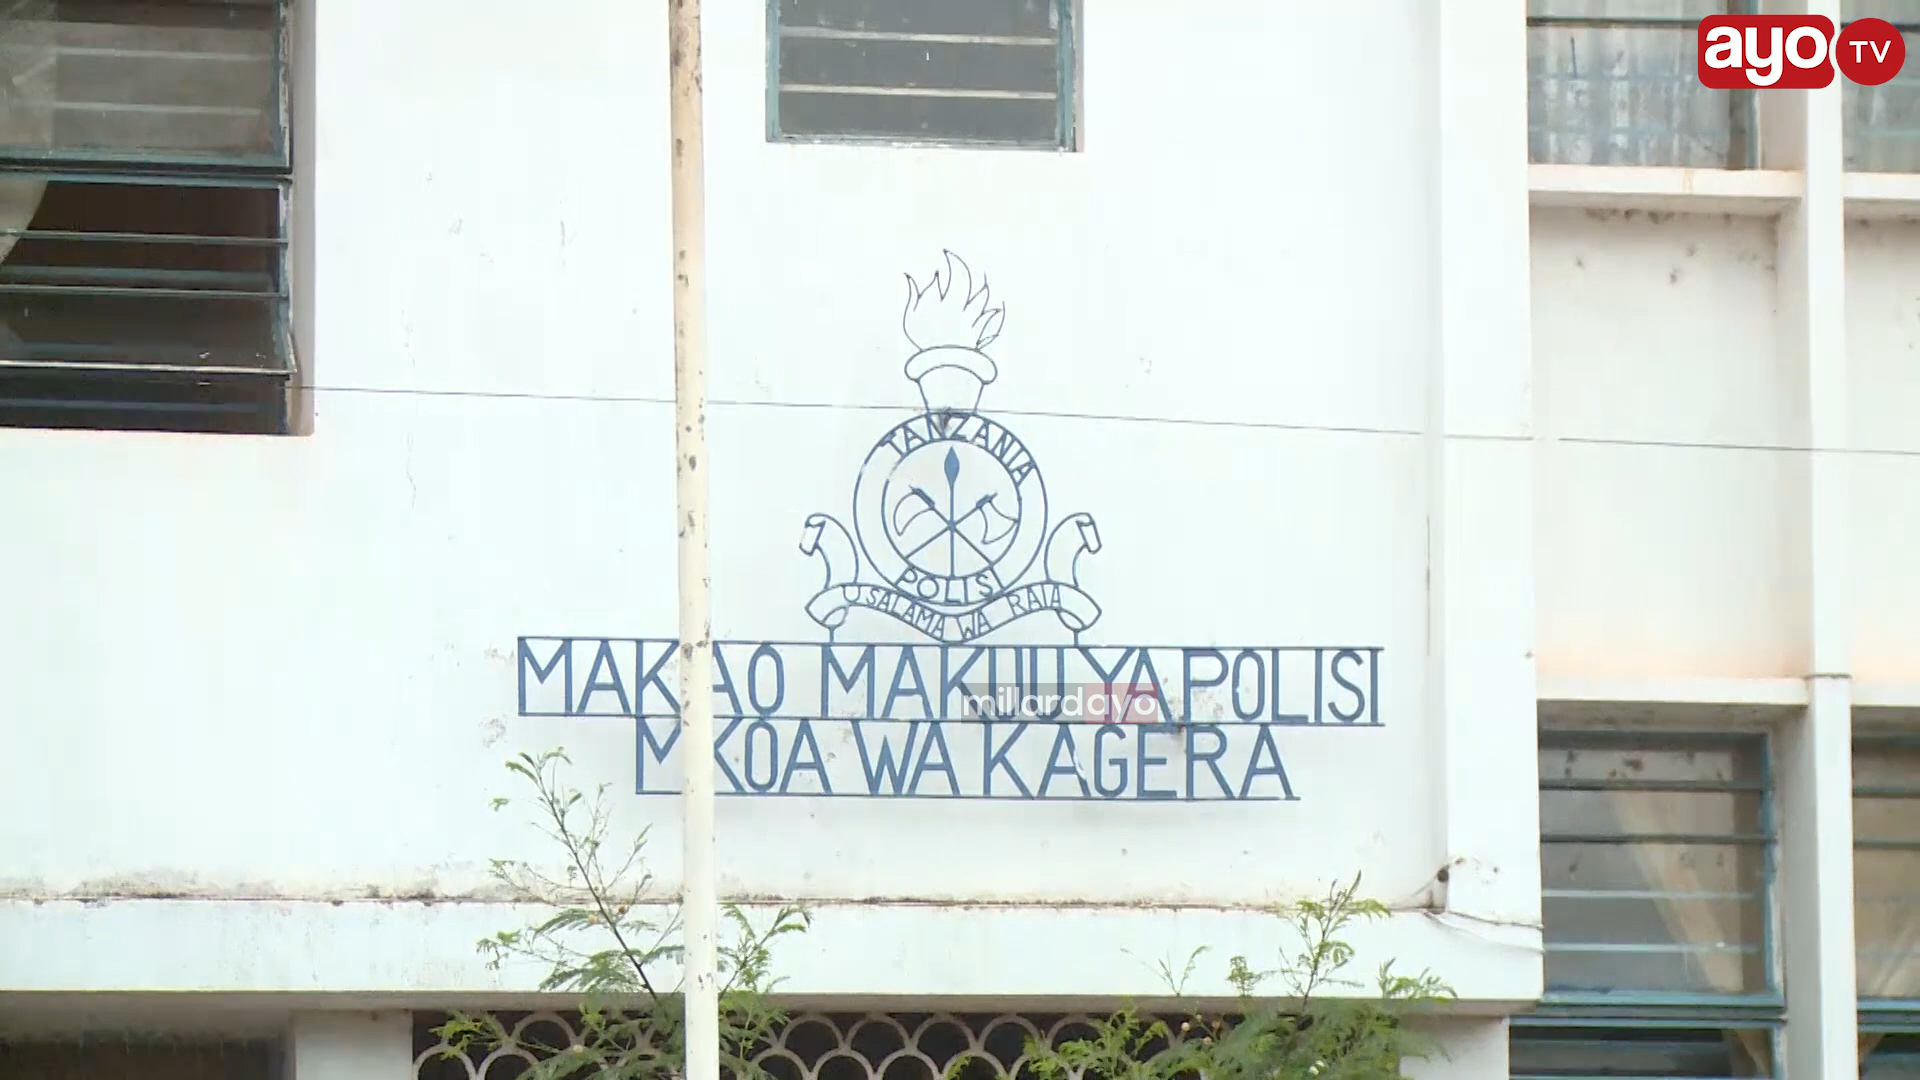 ayo TV
TANZANIA
POLISI
USALAMA WA RAIA
MAKAO MAKUU YA POLISI
millardayo
MKOA WA KAGERA